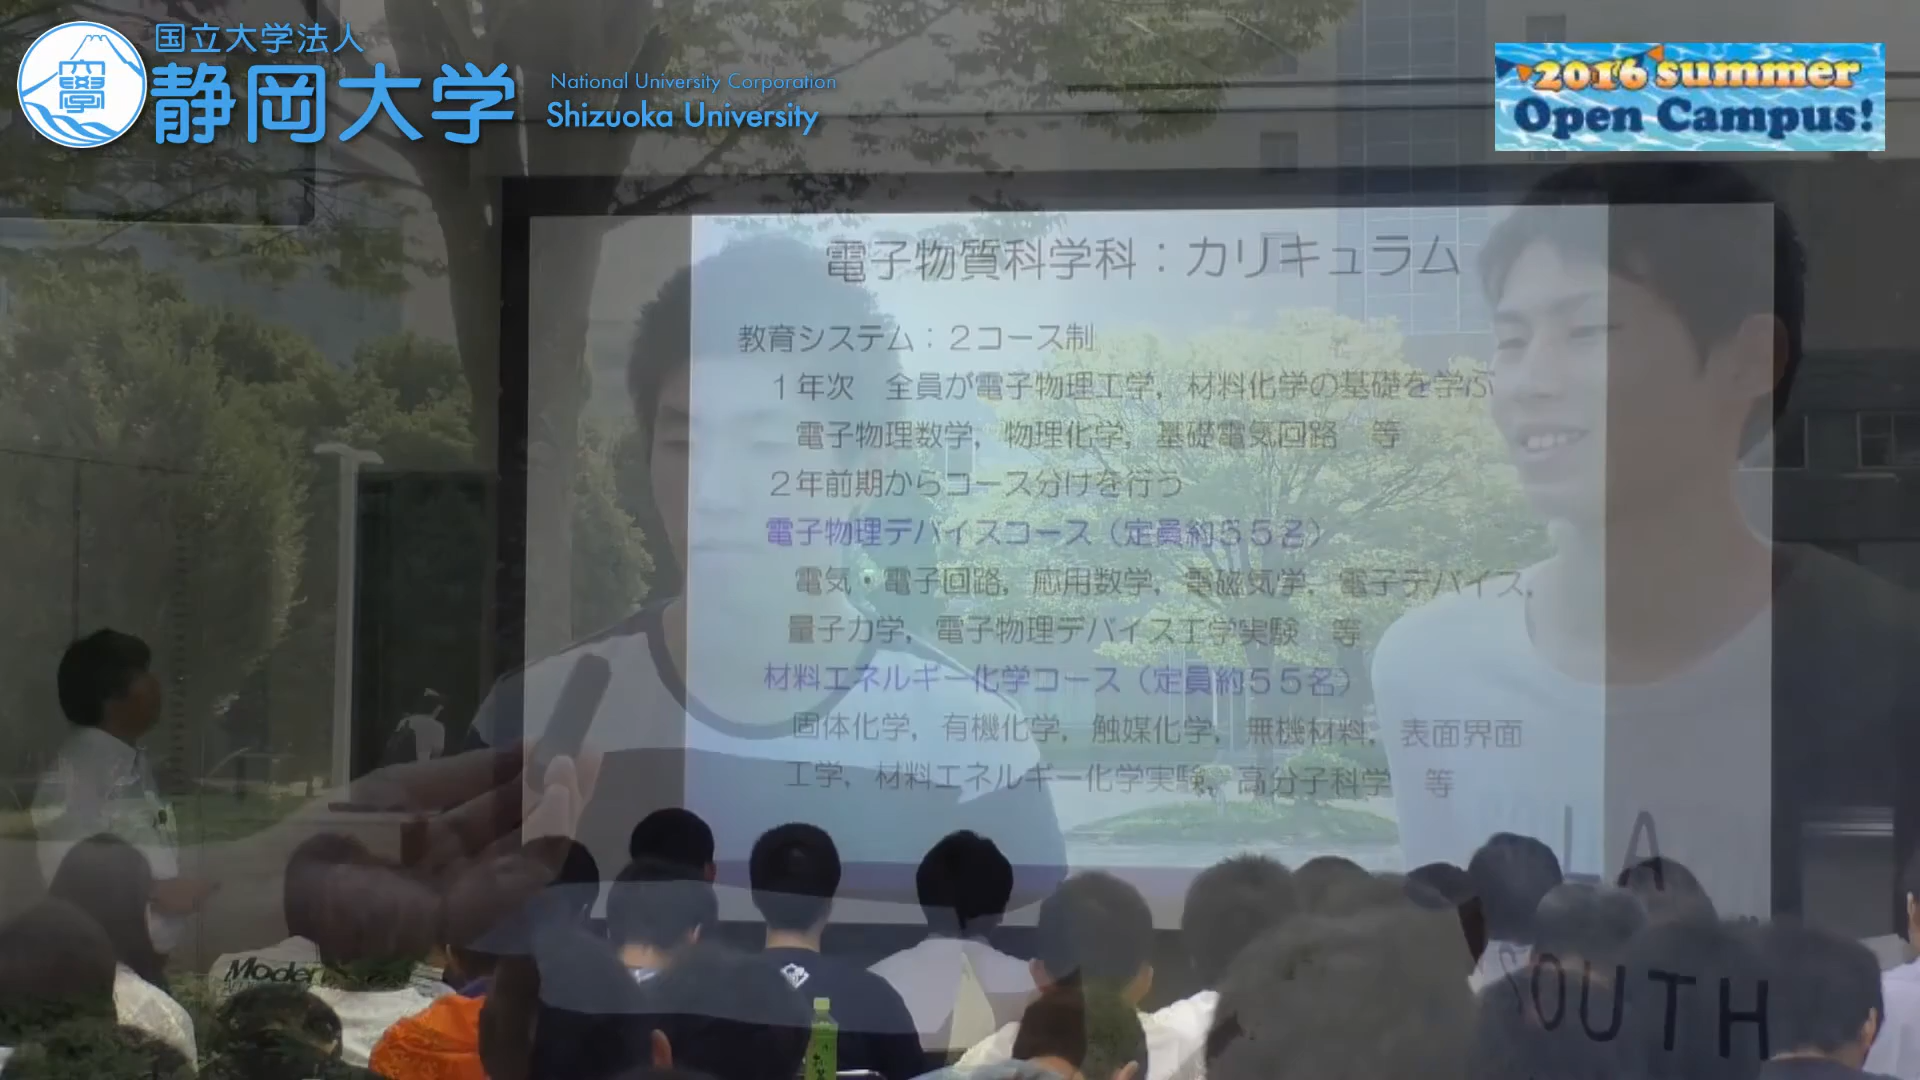 国立大学法人
静岡大学
National University Corporation
Shizuoka University
2016 summer
Open Campus!
電子物質科学科：カリキュラム
教育システム：２コース制
１年次　全員が電子物理工学，材料化学の基礎を学ぶ
電子物理数学，物理化学，基礎電気回路　等
２年前期からコース分けを行う
電子物理デバイスコース（定員約５５名）
電気・電子回路，応用数学，電磁気学，電子デバイス，
量子力学，電子物理デバイス工学実験　等
材料エネルギー化学コース（定員約５５名）
固体化学，有機化学，触媒化学，無機材料，表面界面
工学，材料エネルギー化学実験，高分子科学　等
LA
SOUTH